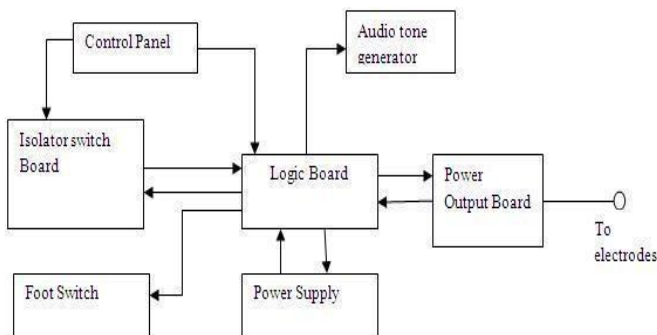 Control Panel
Audio tone
generator
Isolator switch
Board
Logic Board
Power
Output Board
To
electrodes
Foot Switch
Power Supply